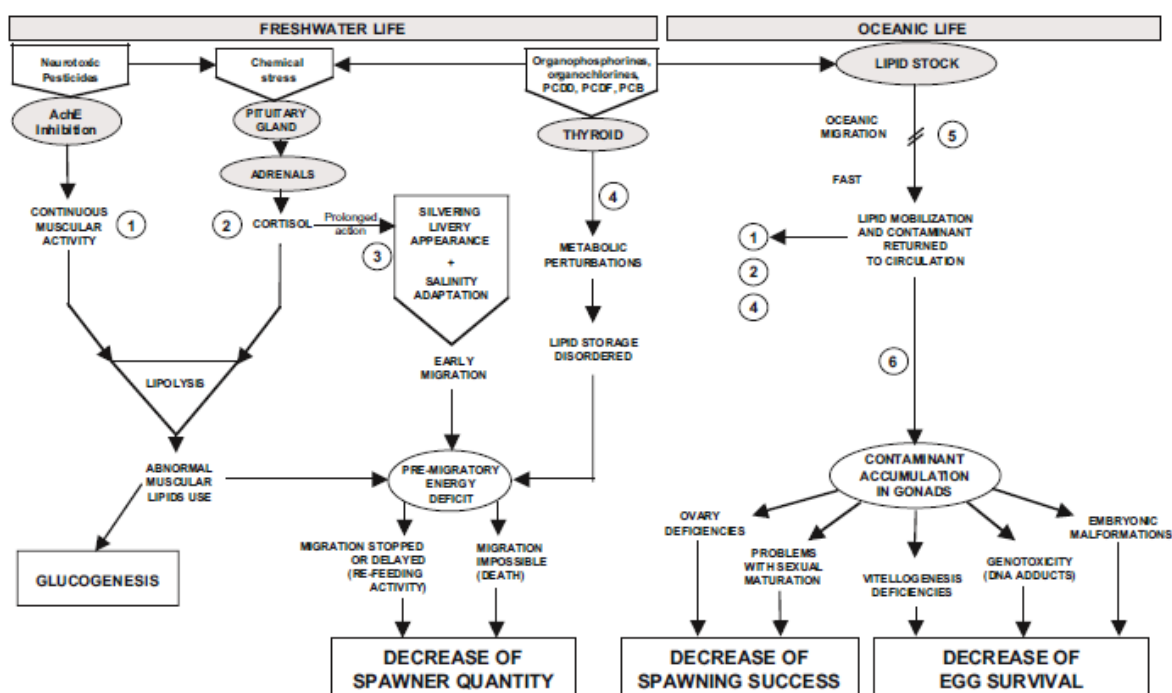 FRESHWATER LIFE
OCEANIC LIFE
Neurotoxic
Pesticides
Chemical
stress
Organophosphorines,
organochlorines,
PCDD, PCDF, PCB
LIPID STOCK
AchE
Inhibition
PITUITARY
GLAND
THYROID
OCEANIC
MIGRATION
5
ADRENALS
FAST
CONTINUOUS
MUSCULAR
ACTIVITY
1
2
CORTISOL
Prolonged
action
3
SILVERING
LIVERY
APPEARANCE
+
SALINITY
ADAPTATION
4
METABOLIC
PERTURBATIONS
LIPID MOBILIZATION
AND CONTAMINANT
RETURNED
TO CIRCULATION
1
2
4
LIPID STORAGE
DISORDERED
EARLY
MIGRATION
6
LIPOLYSIS
ABNORMAL
MUSCULAR
LIPIDS USE
PRE-MIGRATORY
ENERGY
DEFICIT
CONTAMINANT
ACCUMULATION
IN GONADS
GLUCOGENESIS
MIGRATION STOPPED
OR DELAYED
(RE-FEEDING
ACTIVITY)
MIGRATION
IMPOSSIBLE
(DEATH)
OVARY
DEFICIENCIES
PROBLEMS
WITH SEXUAL
MATURATION
VITELLOGENESIS
DEFICIENCIES
GENOTOXICITY
(DNA ADDUCTS)
EMBRYONIC
MALFORMATIONS
DECREASE OF
SPAWNER QUANTITY
DECREASE OF
SPAWNING SUCCESS
DECREASE OF
EGG SURVIVAL